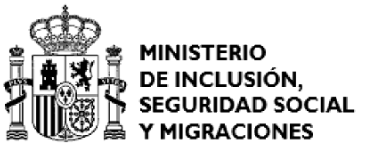 MINISTERIO
DE INCLUSIÓN,
SEGURIDAD SOCIAL
Y MIGRACIONES